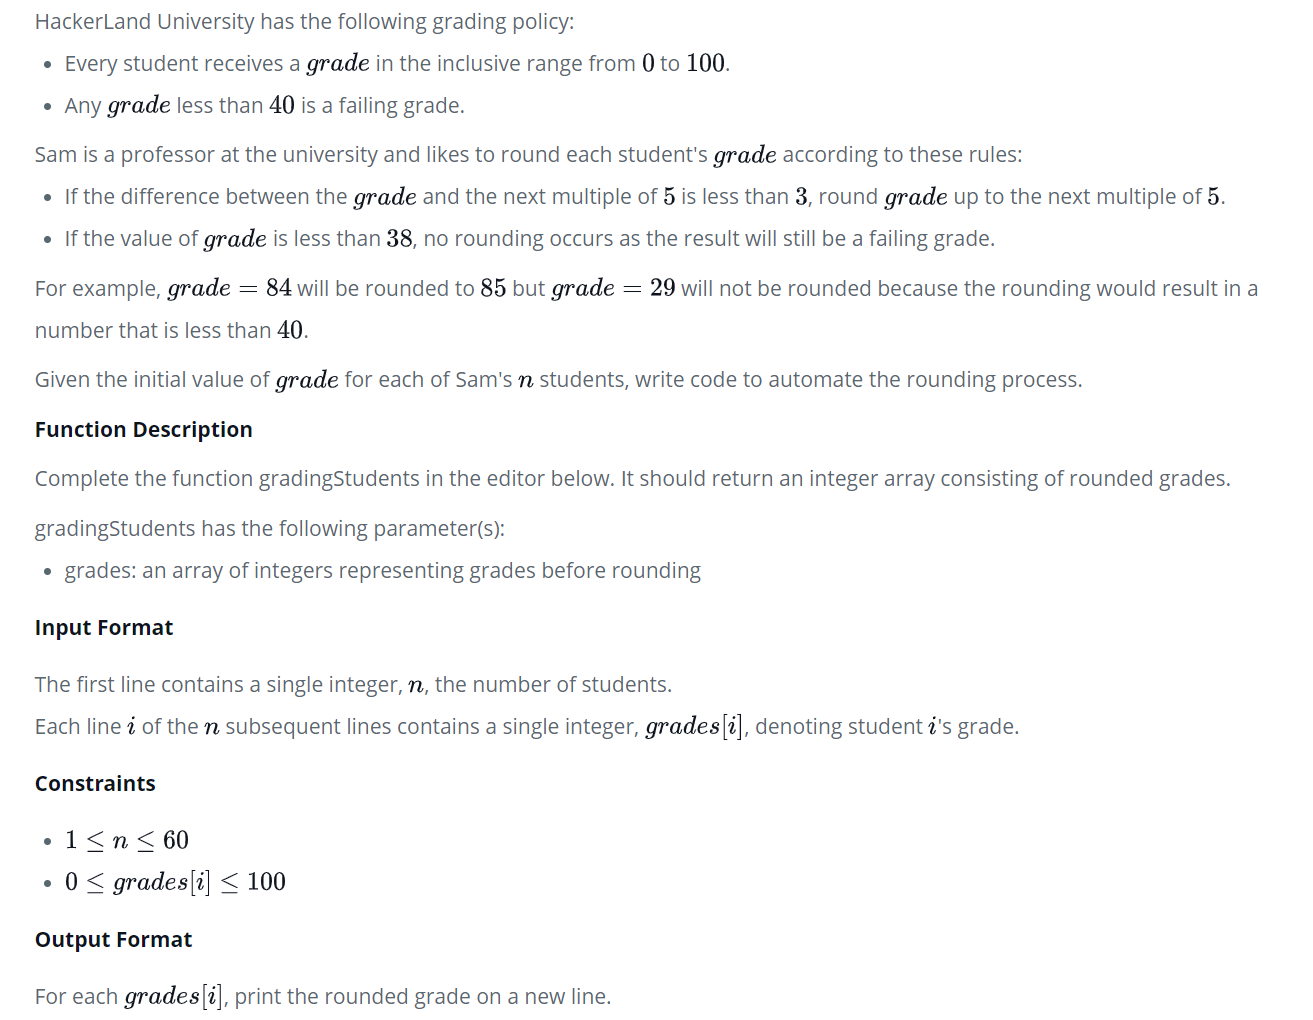 HackerLand University has the following grading policy:
• Every student receives a grade in the inclusive range from 0 to 100.
• Any grade less than 40 is a failing grade.
Sam is a professor at the university and likes to round each student's grade according to these rules:
• If the difference between the grade and the next multiple of 5 is less than 3, round grade up to the next multiple of 5.
• If the value of grade is less than 38, no rounding occurs as the result will still be a failing grade.
For example, grade = 84 will be rounded to 85 but grade = 29 will not be rounded because the rounding would result in a
number that is less than 40.
Given the initial value of grade for each of Sam's n students, write code to automate the rounding process.
Function Description
Complete the function gradingStudents in the editor below. It should return an integer array consisting of rounded grades.
gradingStudents has the following parameter(s):
• grades: an array of integers representing grades before rounding
Input Format
The first line contains a single integer, n, the number of students.
Each line i of the n subsequent lines contains a single integer, grades[i], denoting student i's grade.
Constraints
• 1 ≤ n ≤ 60
• 0 ≤ grades[i] ≤ 100
Output Format
For each grades[i], print the rounded grade on a new line.